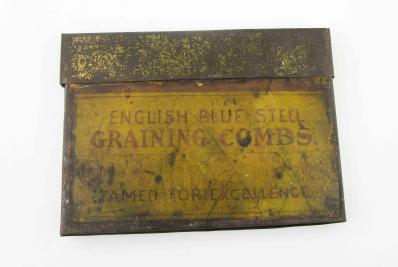 ENGLISH BLUE STEEL
GRAINING COMBS.
FAMED FOR EXCELLENCE